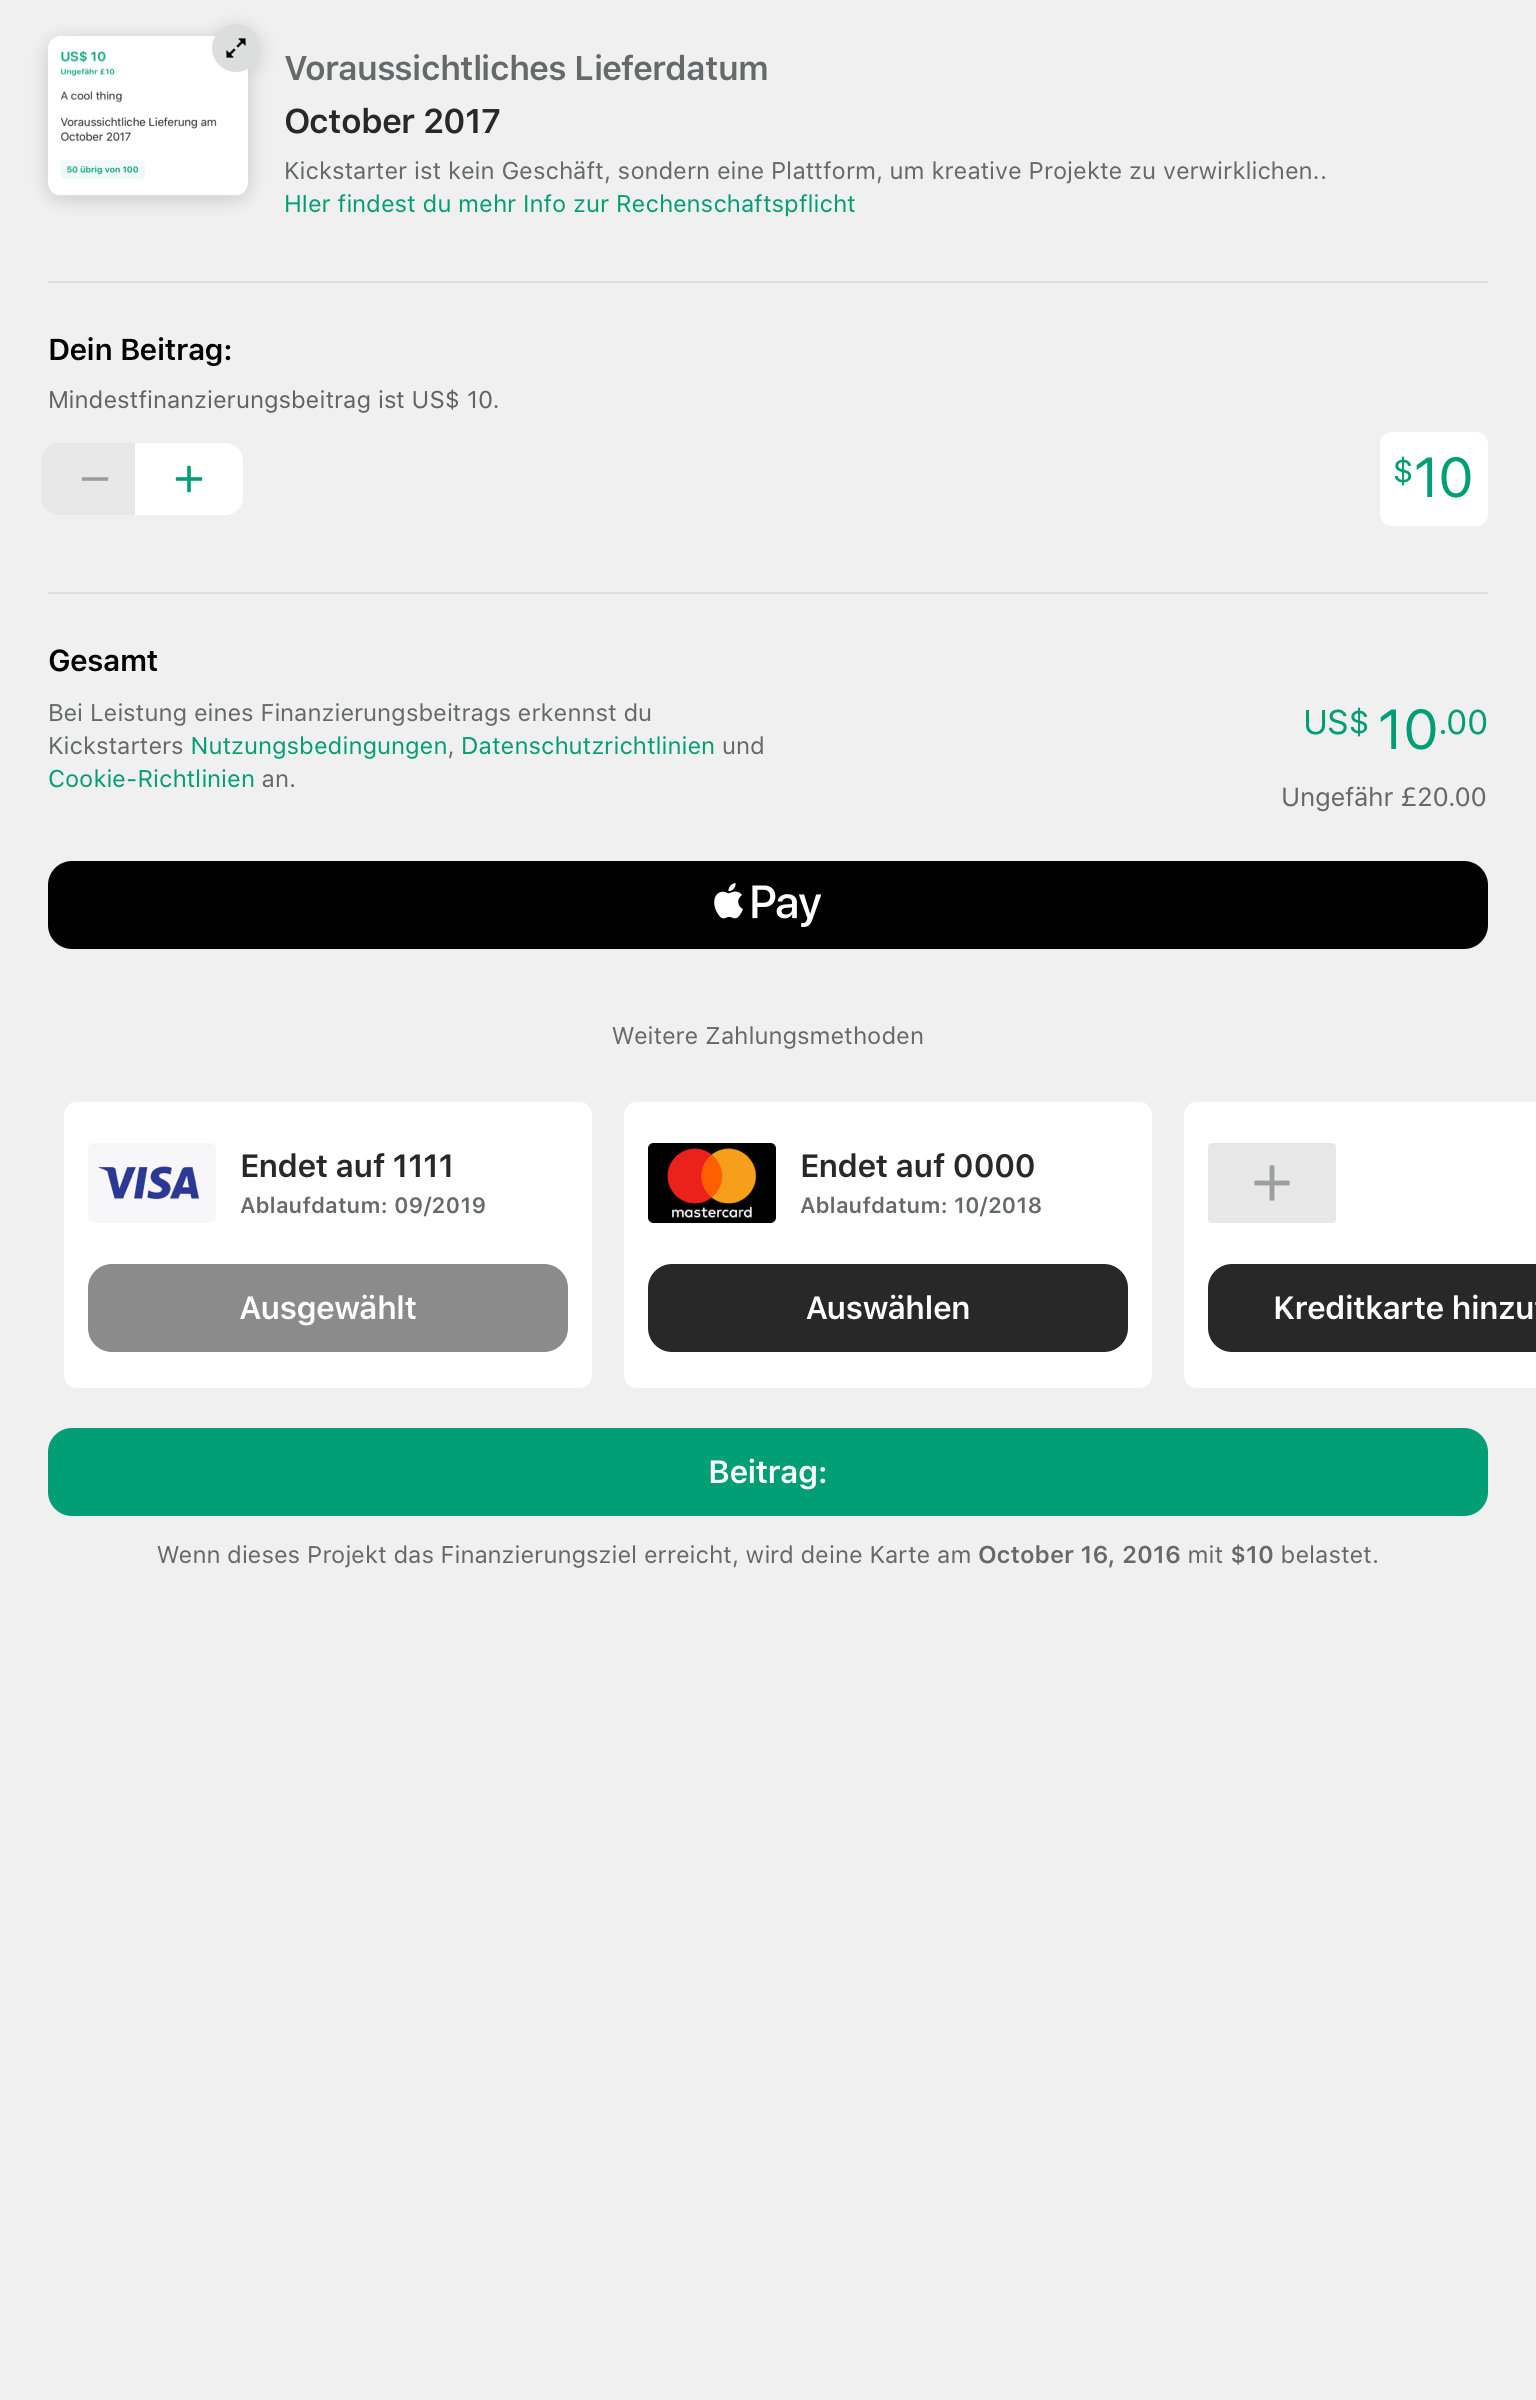 US$ 10
Ungefähr £10
A cool thing
Voraussichtliche Lieferung am
October 2017
50 übrig von 100
Voraussichtliches Lieferdatum
October 2017
Kickstarter ist kein Geschäft, sondern eine Plattform, um kreative Projekte zu verwirklichen..
HIer findest du mehr Info zur Rechenschaftspflicht
Dein Beitrag:
Mindestfinanzierungsbeitrag ist US$ 10.
$10
Gesamt
Bei Leistung eines Finanzierungsbeitrags erkennst du
Kickstarters Nutzungsbedingungen, Datenschutzrichtlinien und
Cookie-Richtlinien an.
US$ 10.00
Ungefähr £20.00
Pay
Weitere Zahlungsmethoden
VISA
Endet auf 1111
Ablaufdatum: 09/2019
Ausgewählt
mastercard
Endet auf 0000
Ablaufdatum: 10/2018
Auswählen
Kreditkarte
Beitrag:
Wenn dieses Projekt das Finanzierungsziel erreicht, wird deine Karte am October 16, 2016 mit $10 belastet.